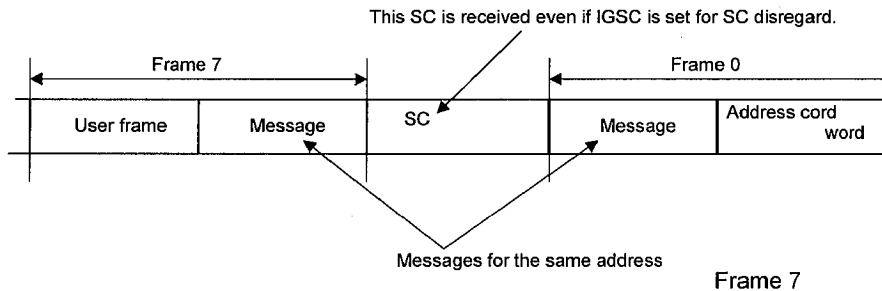 This SC is received even if IGSC is set for SC disregard.
Frame 7
Frame 0
User frame
Message
SC
Message
Address cord
word
Messages for the same address
Frame 7